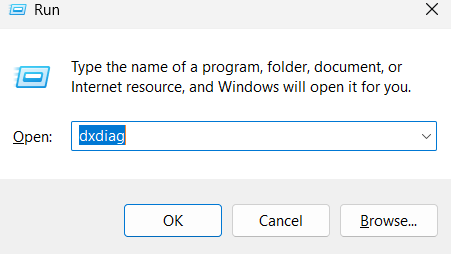 Run
Type the name of a program, folder, document, or
Internet resource, and Windows will open it for you.
Open: dxdiag
OK Cancel Browse...